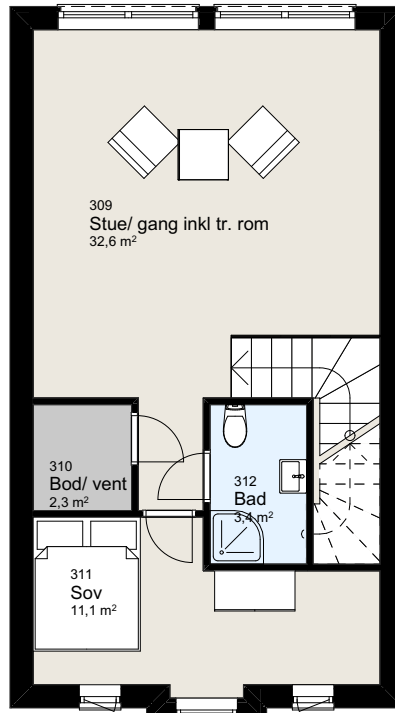 309
Stue/ gang inkl tr. rom
32,6 m²
310
Bod/ vent
2,3 m²
312
Bad
3,4 m²
311
Sov
11,1 m²